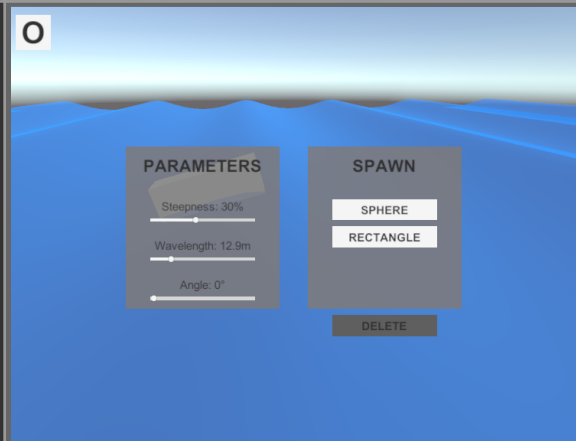 O
PARAMETERS
Steepness: 30%
Wavelength: 12.9m
Angle: 0°
SPAWN
SPHERE
RECTANGLE
DELETE